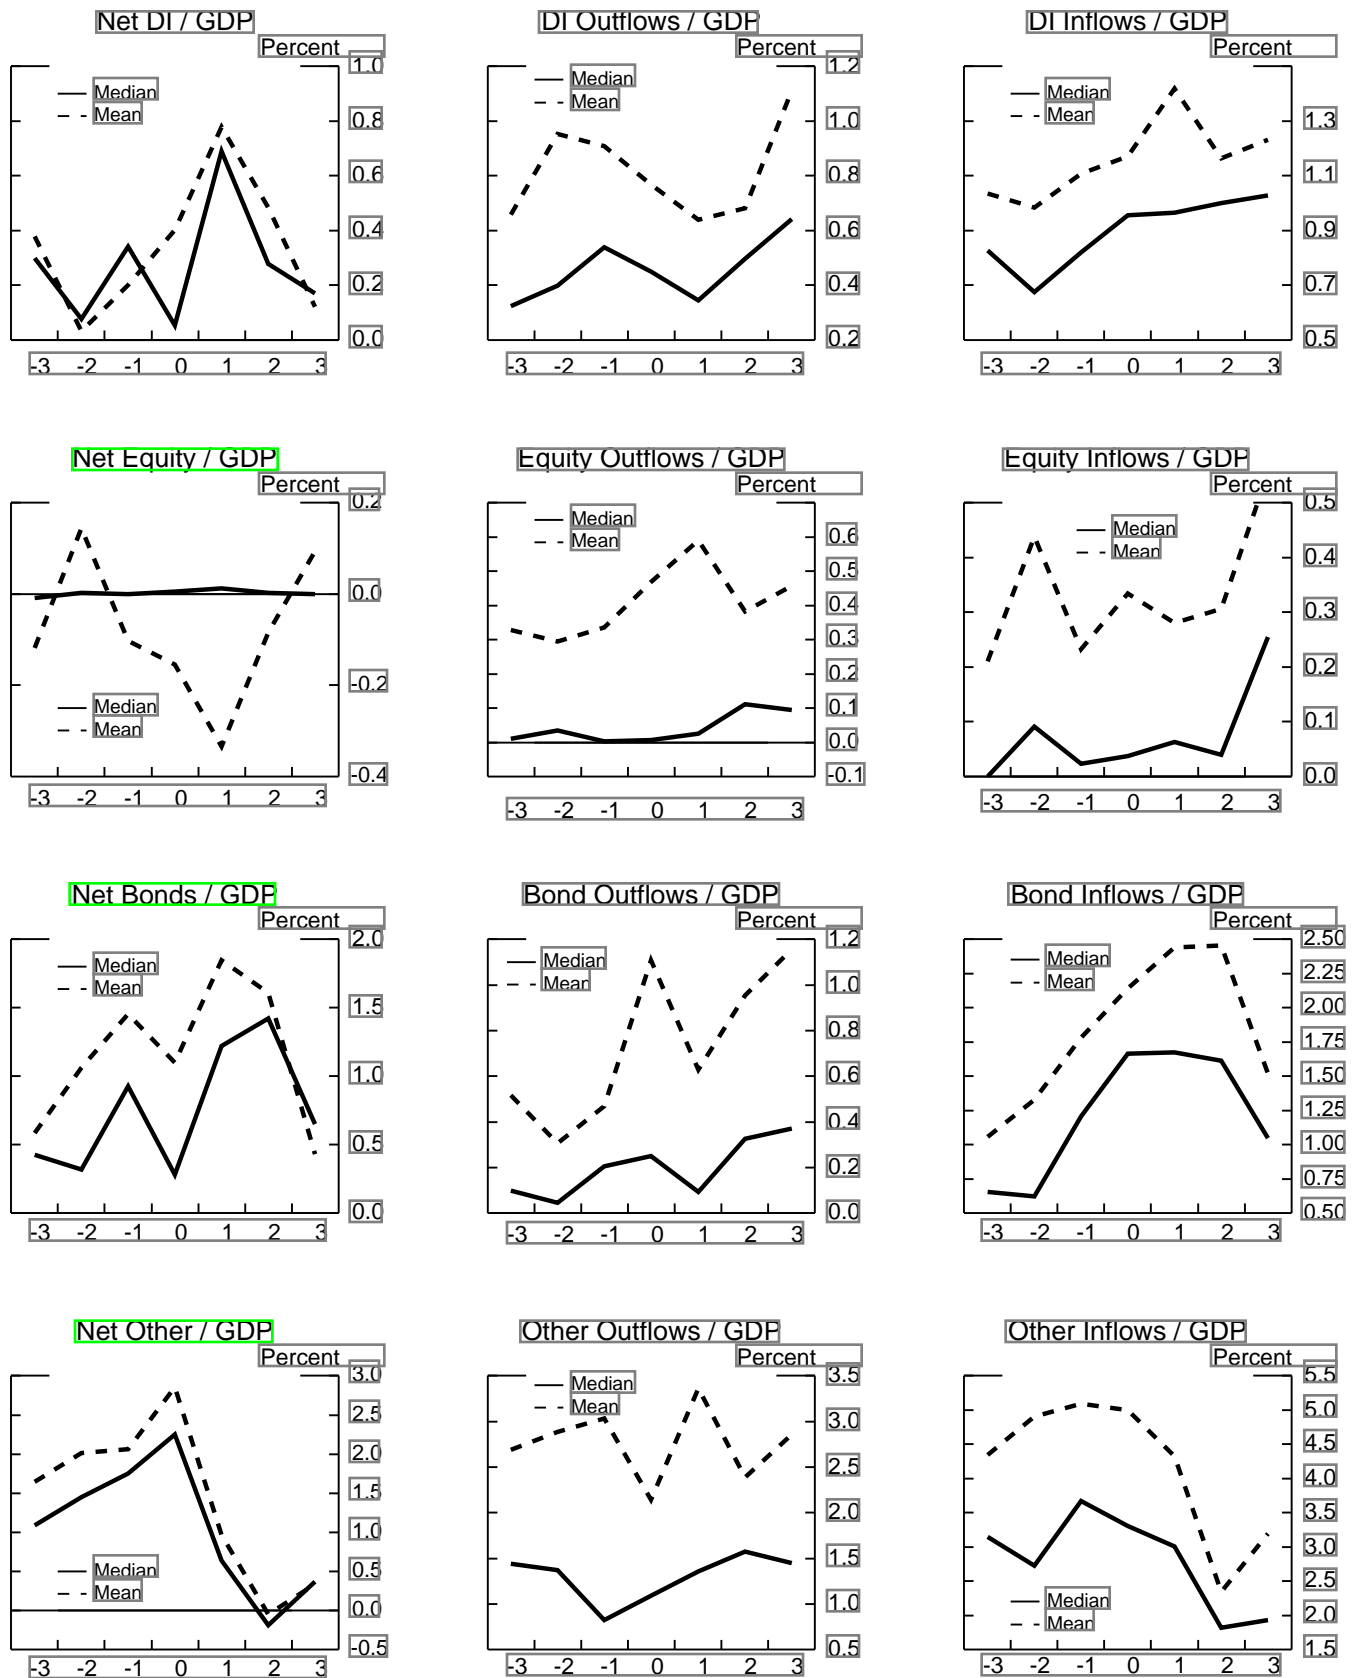 Net DI / GDP
Percent
Median
Mean
1.0
0.8
0.6
0.4
0.2
0.0
-3 -2 -1 0 1 2 3
DI Outflows / GDP
Percent
Median
Mean
1.2
1.0
0.8
0.6
0.4
0.2
-3 -2 -1 0 1 2 3
DI Inflows / GDP
Percent
Median
Mean
1.3
1.1
0.9
0.7
0.5
-3 -2 -1 0 1 2 3
Net Equity / GDP
Percent
0.2
0.0
-0.2
-0.4
Median
Mean
-3 -2 -1 0 1 2 3
Equity Outflows / GDP
Percent
Median
Mean
0.6
0.5
0.4
0.3
0.2
0.1
0.0
-0.1
-3 -2 -1 0 1 2 3
Equity Inflows / GDP
Percent
Median
Mean
0.5
0.4
0.3
0.2
0.1
0.0
-3 -2 -1 0 1 2 3
Net Bonds / GDP
Percent
Median
Mean
2.0
1.5
1.0
0.5
0.0
-3 -2 -1 0 1 2 3
Bond Outflows / GDP
Percent
Median
Mean
1.2
1.0
0.8
0.6
0.4
0.2
0.0
-3 -2 -1 0 1 2 3
Bond Inflows / GDP
Percent
Median
Mean
2.50
2.25
2.00
1.75
1.50
1.25
1.00
0.75
0.50
-3 -2 -1 0 1 2 3
Net Other / GDP
Percent
3.0
2.5
2.0
1.5
1.0
0.5
0.0
-0.5
Median
Mean
-3 -2 -1 0 1 2 3
Other Outflows / GDP
Percent
Median
Mean
3.5
3.0
2.5
2.0
1.5
1.0
0.5
-3 -2 -1 0 1 2 3
Other Inflows / GDP
Percent
5.5
5.0
4.5
4.0
3.5
3.0
2.5
2.0
1.5
Median
Mean
-3 -2 -1 0 1 2 3